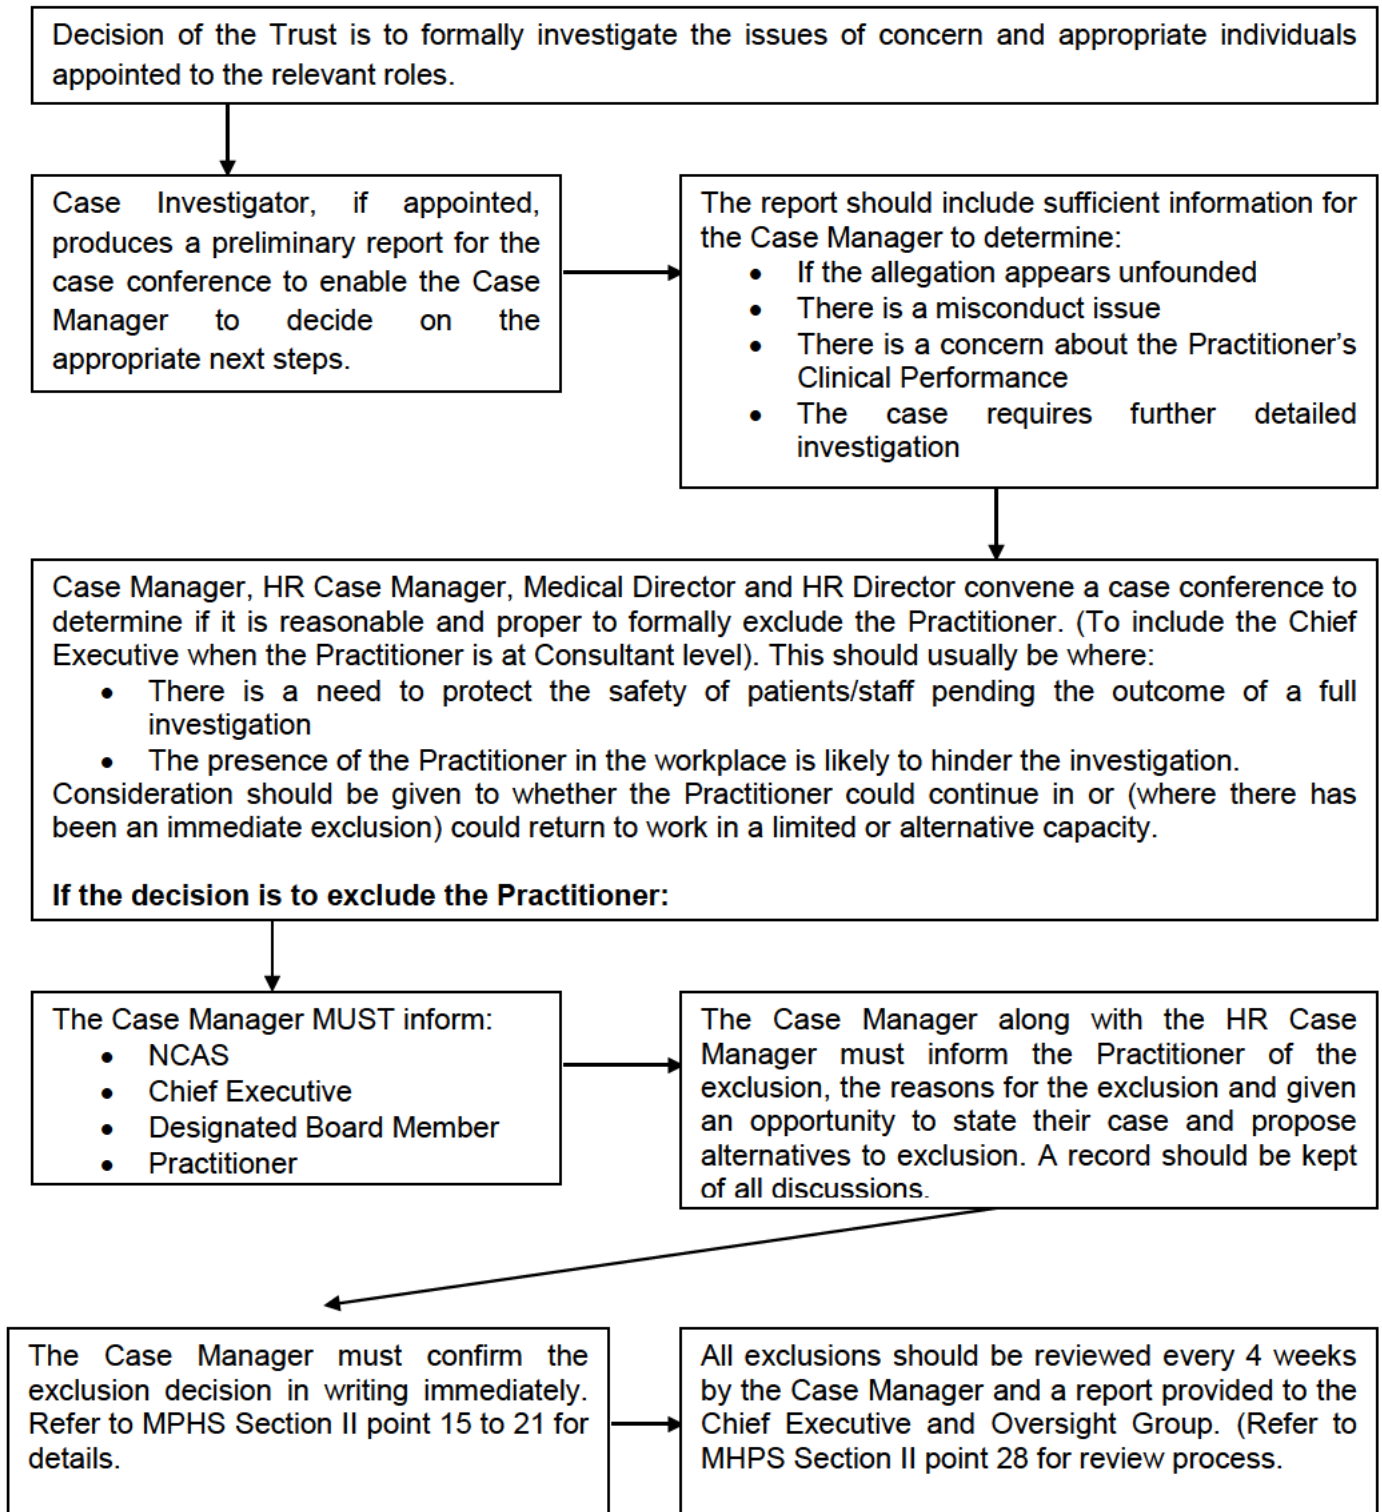 Decision of the Trust is to formally investigate the issues of concern and appropriate individuals
appointed to the relevant roles.
Case Investigator, if appointed,
produces a preliminary report for the
case conference to enable the Case
Manager to decide on the
appropriate next steps.
The report should include sufficient information for
the Case Manager to determine:
• If the allegation appears unfounded
• There is a misconduct issue
• There is a concern about the Practitioner’s
Clinical Performance
• The case requires further detailed
investigation
Case Manager, HR Case Manager, Medical Director and HR Director convene a case conference to
determine if it is reasonable and proper to formally exclude the Practitioner. (To include the Chief
Executive when the Practitioner is at Consultant level). This should usually be where:
• There is a need to protect the safety of patients/staff pending the outcome of a full
investigation
• The presence of the Practitioner in the workplace is likely to hinder the investigation.
Consideration should be given to whether the Practitioner could continue in or (where there has
been an immediate exclusion) could return to work in a limited or alternative capacity.
If the decision is to exclude the Practitioner:
The Case Manager MUST inform:
• NCAS
• Chief Executive
• Designated Board Member
• Practitioner
The Case Manager along with the HR Case
Manager must inform the Practitioner of the
exclusion, the reasons for the exclusion and given
an opportunity to state their case and propose
alternatives to exclusion. A record should be kept
of all discussions.
The Case Manager must confirm the
exclusion decision in writing immediately.
Refer to MPHS Section II point 15 to 21 for
details.
All exclusions should be reviewed every 4 weeks
by the Case Manager and a report provided to the
Chief Executive and Oversight Group. (Refer to
MHPS Section II point 28 for review process.